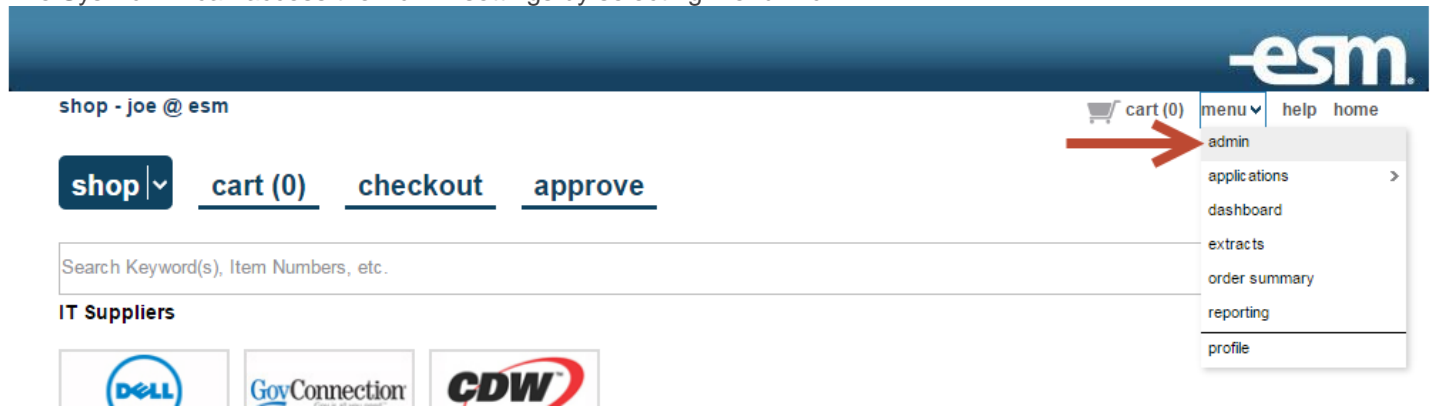 esm.
shop - joe @ esm
cart (0) menu help home
admin
shop cart (0) checkout approve
applications
dashboard
extracts
Search Keyword(s), Item Numbers, etc.
order summary
IT Suppliers
reporting
profile
DELL GovConnection CDW